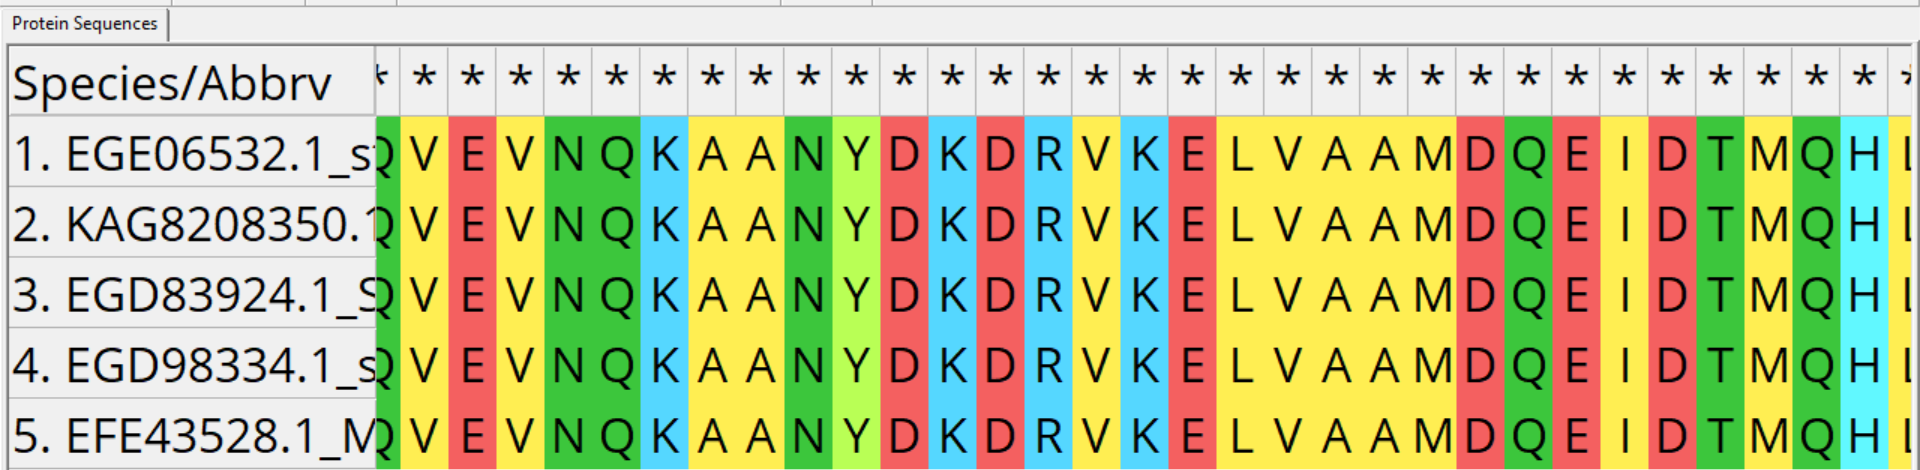 Protein Sequences
Species/Abbrv * * * * * * * * * * * * * * * * * * * * * * * * * * * * * * * * *
1. EGE06532.1_s Q V E V N Q K A A N Y D K D R V K E L V A A M D Q E I D T M Q H L
2. KAG8208350.1 Q V E V N Q K A A N Y D K D R V K E L V A A M D Q E I D T M Q H L
3. EGD83924.1_S Q V E V N Q K A A N Y D K D R V K E L V A A M D Q E I D T M Q H L
4. EGD98334.1_s Q V E V N Q K A A N Y D K D R V K E L V A A M D Q E I D T M Q H L
5. EFE43528.1_M Q V E V N Q K A A N Y D K D R V K E L V A A M D Q E I D T M Q H L